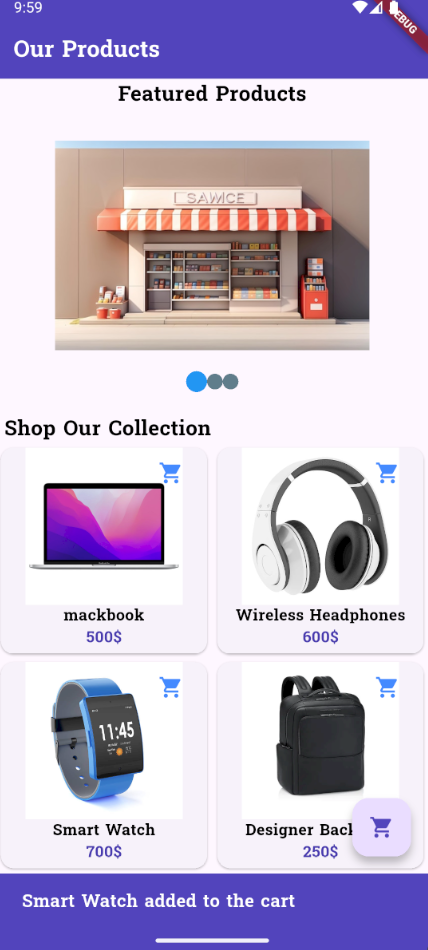 9:59
DEBUG
Our Products
Featured Products
SAMCE
Shop Our Collection
mackbook
500$
Wireless Headphones
600$
11:45
Smart Watch
700$
Designer Back
250$
Smart Watch added to the cart